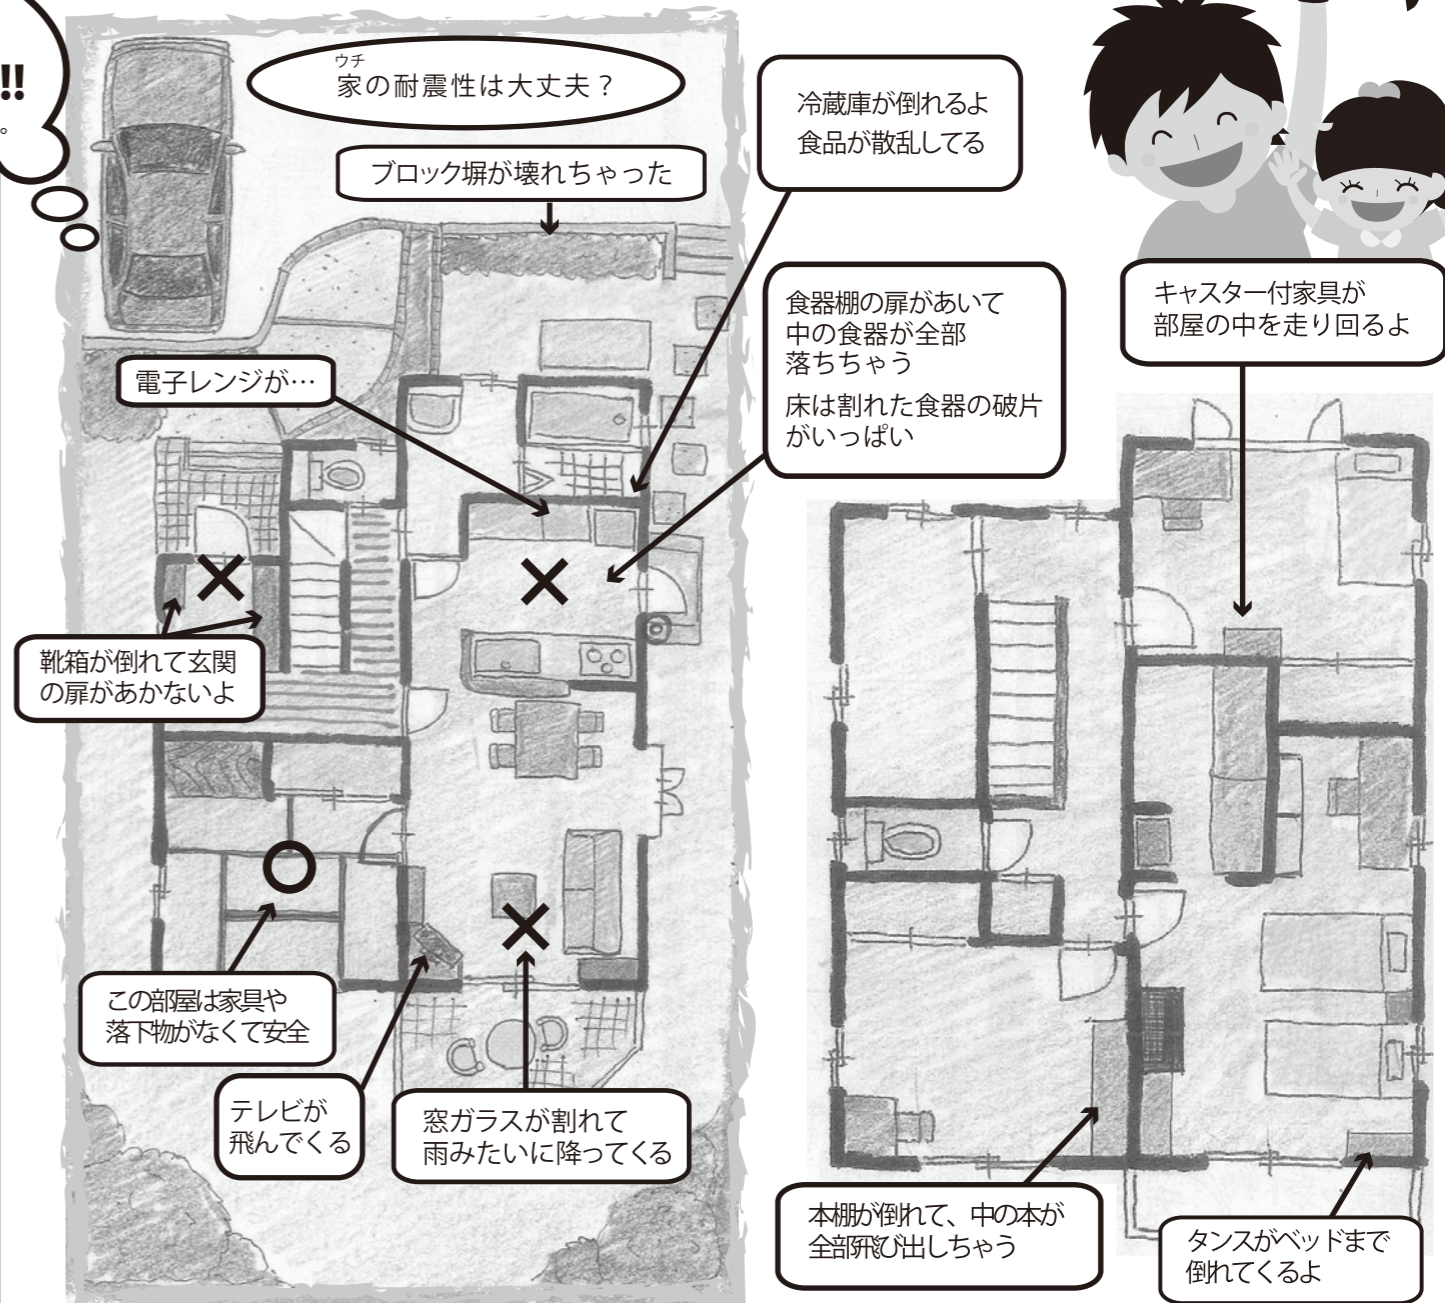 !!
。
ウチ
家の耐震性は大丈夫？
ブロック塀が壊れちゃった
冷蔵庫が倒れるよ
食品が散乱してる
食器棚の扉があいて
中の食器が全部
落ちちゃう
床は割れた食器の破片
がいっぱい
キャスター付家具が
部屋の中を走り回るよ
電子レンジが…
靴箱が倒れて玄関
の扉があかないよ
この部屋は家具や
落下物がなくて安全
テレビが
飛んでくる
窓ガラスが割れて
雨みたいに降ってくる
本棚が倒れて、中の本が
全部飛び出しちゃう
タンスがベッドまで
倒れてくるよ